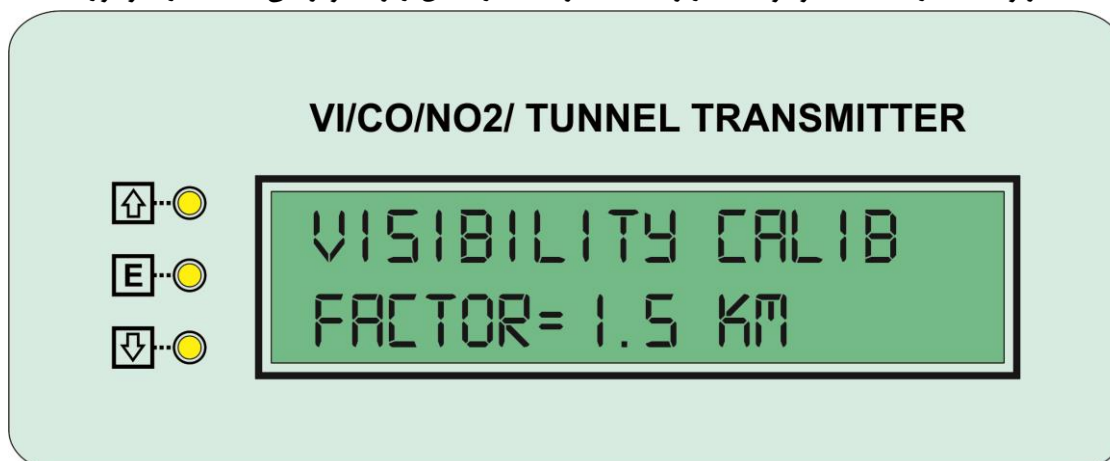 VI/CO/NO2/ TUNNEL TRANSMITTER
VISIBILITY CALIB
E
FACTOR= 1.5 KM